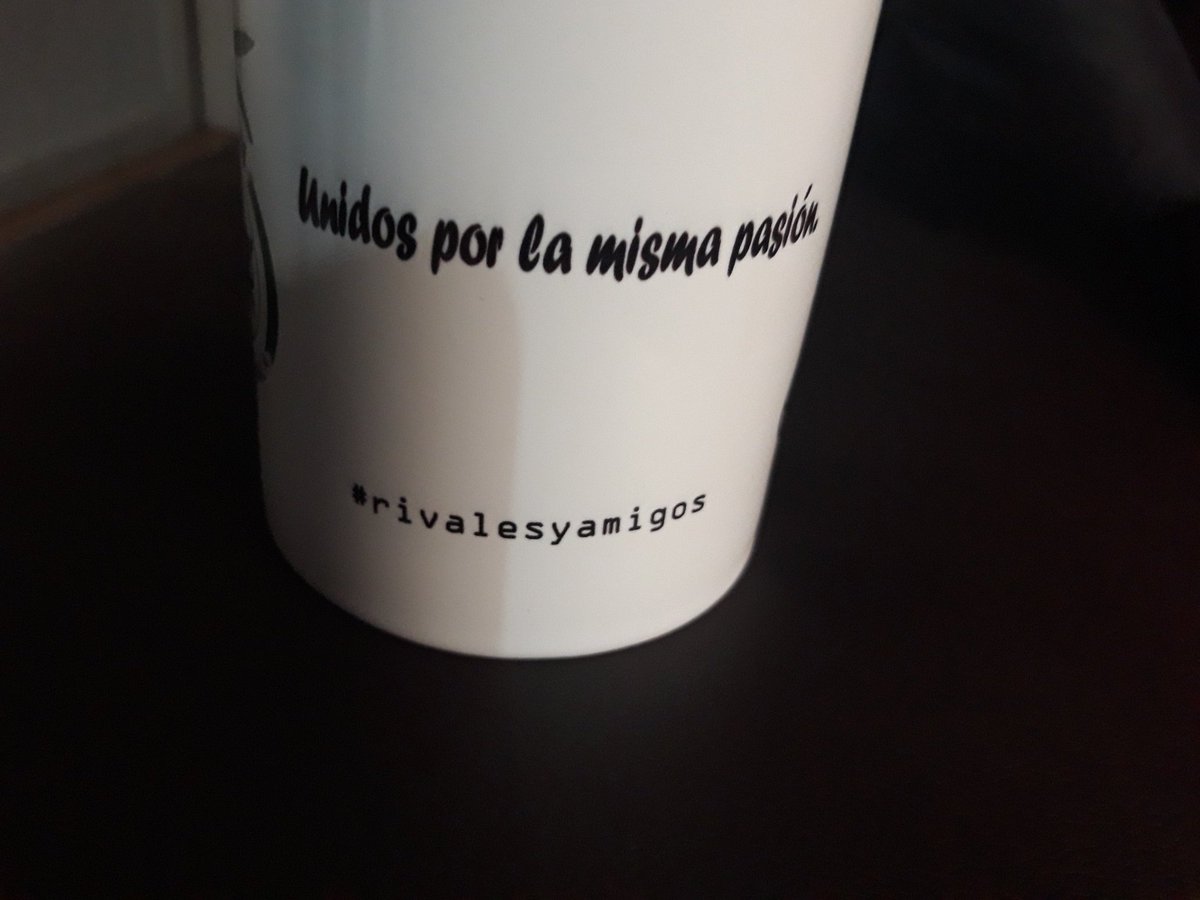 Unidos por la misma pasión.
#rivalesyamigos